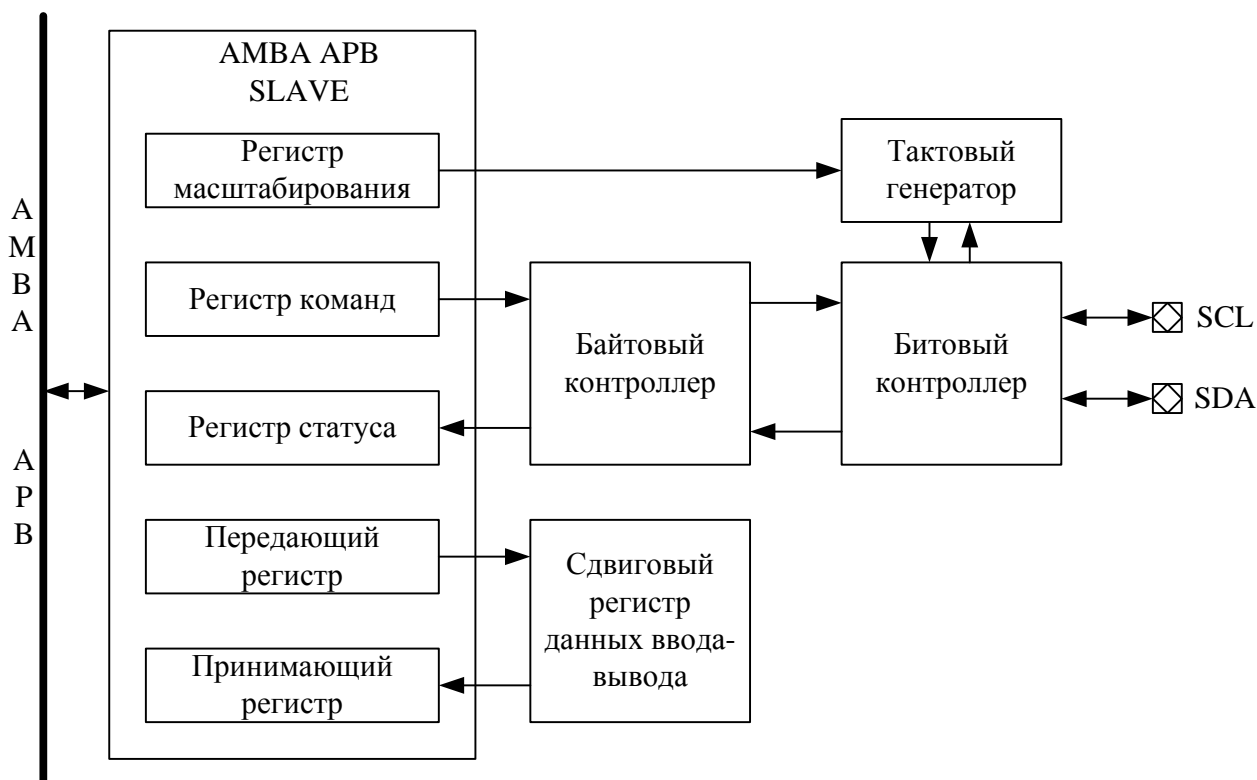 AMBA APB
SLAVE
Регистр
масштабирования
Тактовый
генератор
A
M
B
A
A
P
B
Регистр команд
Байтовый
контроллер
Битовый
контроллер
SCL
SDA
Регистр статуса
Передающий
регистр
Сдвиговый
регистр
данных ввода-
вывода
Принимающий
регистр